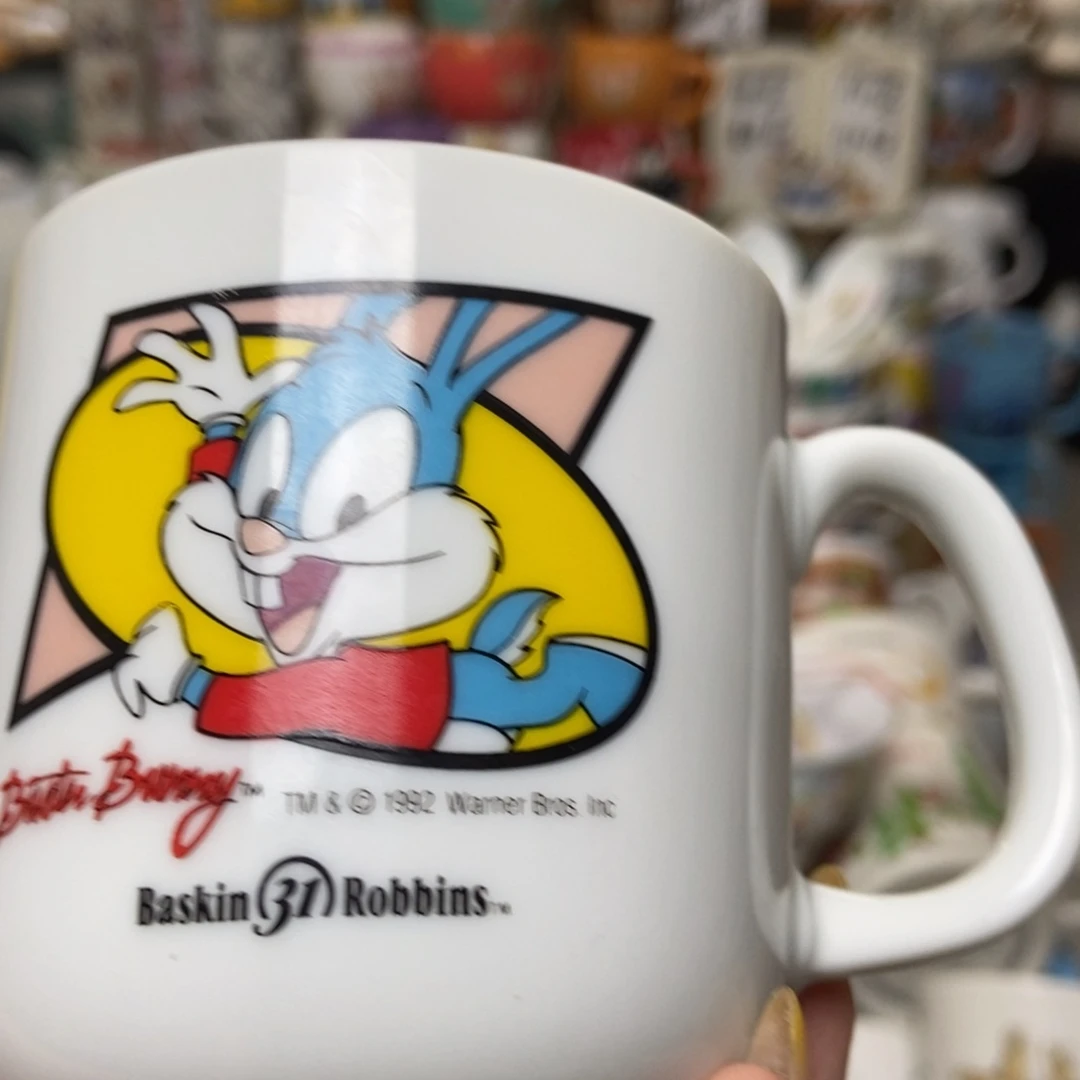 Buster Bunny™ TM & © 1992 Warner Bros. Inc
Baskin 31 Robbins™